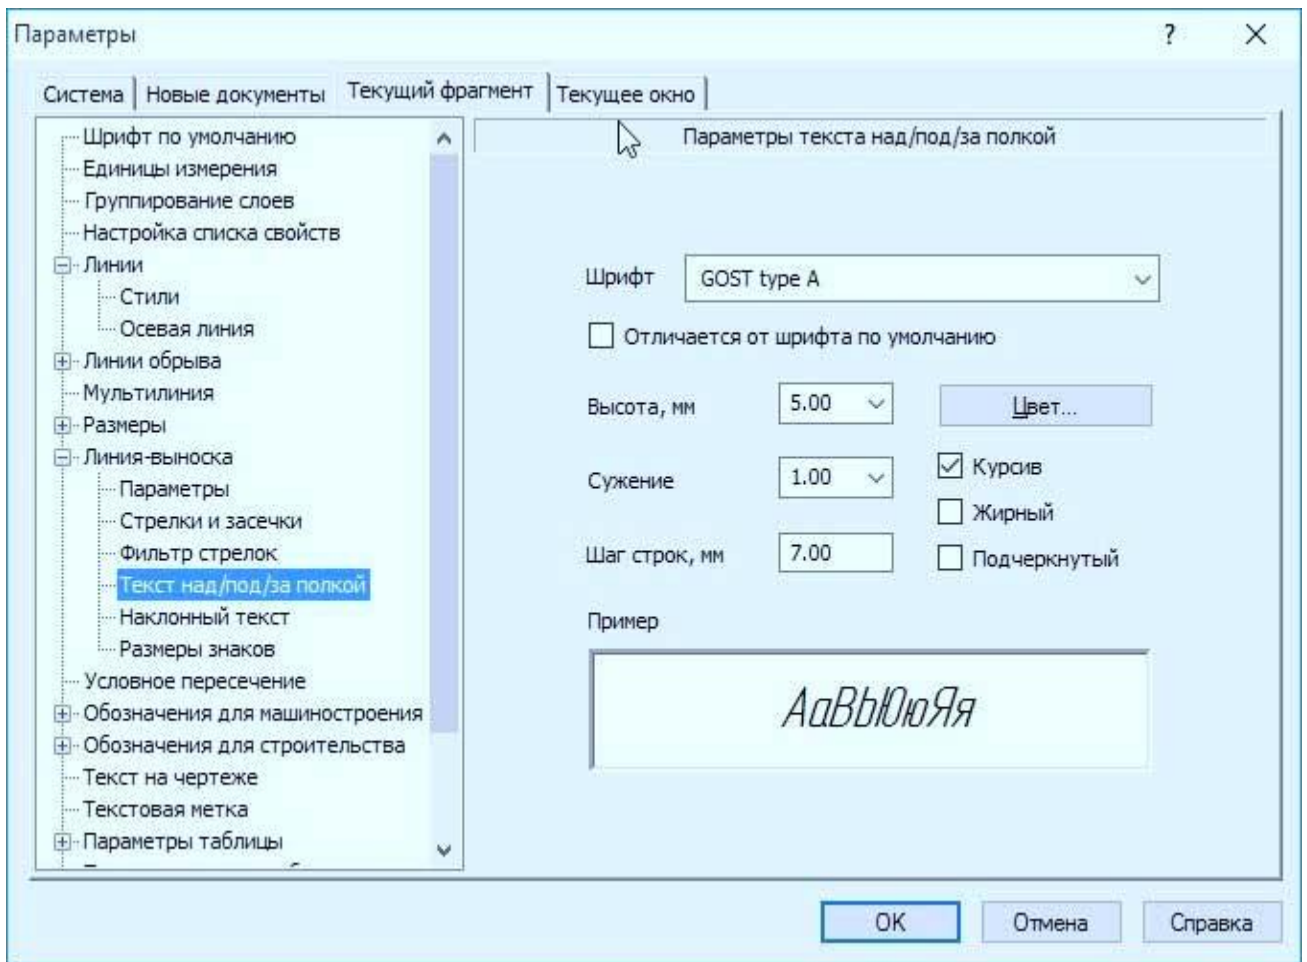 Параметры
?
Система
Новые документы
Текущий фрагмент
Текущее окно
Шрифт по умолчанию
Единицы измерения
Группирование слоев
Настройка списка свойств
Линии
Стили
Осевая линия
Линии обрыва
Мультилиния
Размеры
Линия-выноска
Параметры
Стрелки и засечки
Фильтр стрелок
Текст над/под/за полкой
Наклонный текст
Размеры знаков
Условное пересечение
Обозначения для машиностроения
Обозначения для строительства
Текст на чертеже
Текстовая метка
Параметры таблицы
Параметры текста над/под/за полкой
Шрифт
GOST type A
Отличается от шрифта по умолчанию
Высота, мм
5.00
Цвет...
Сужение
1.00
Курсив
Жирный
Шаг строк, мм
7.00
Подчеркнутый
Пример
АаВЬЮюЯя
OK
Отмена
Справка